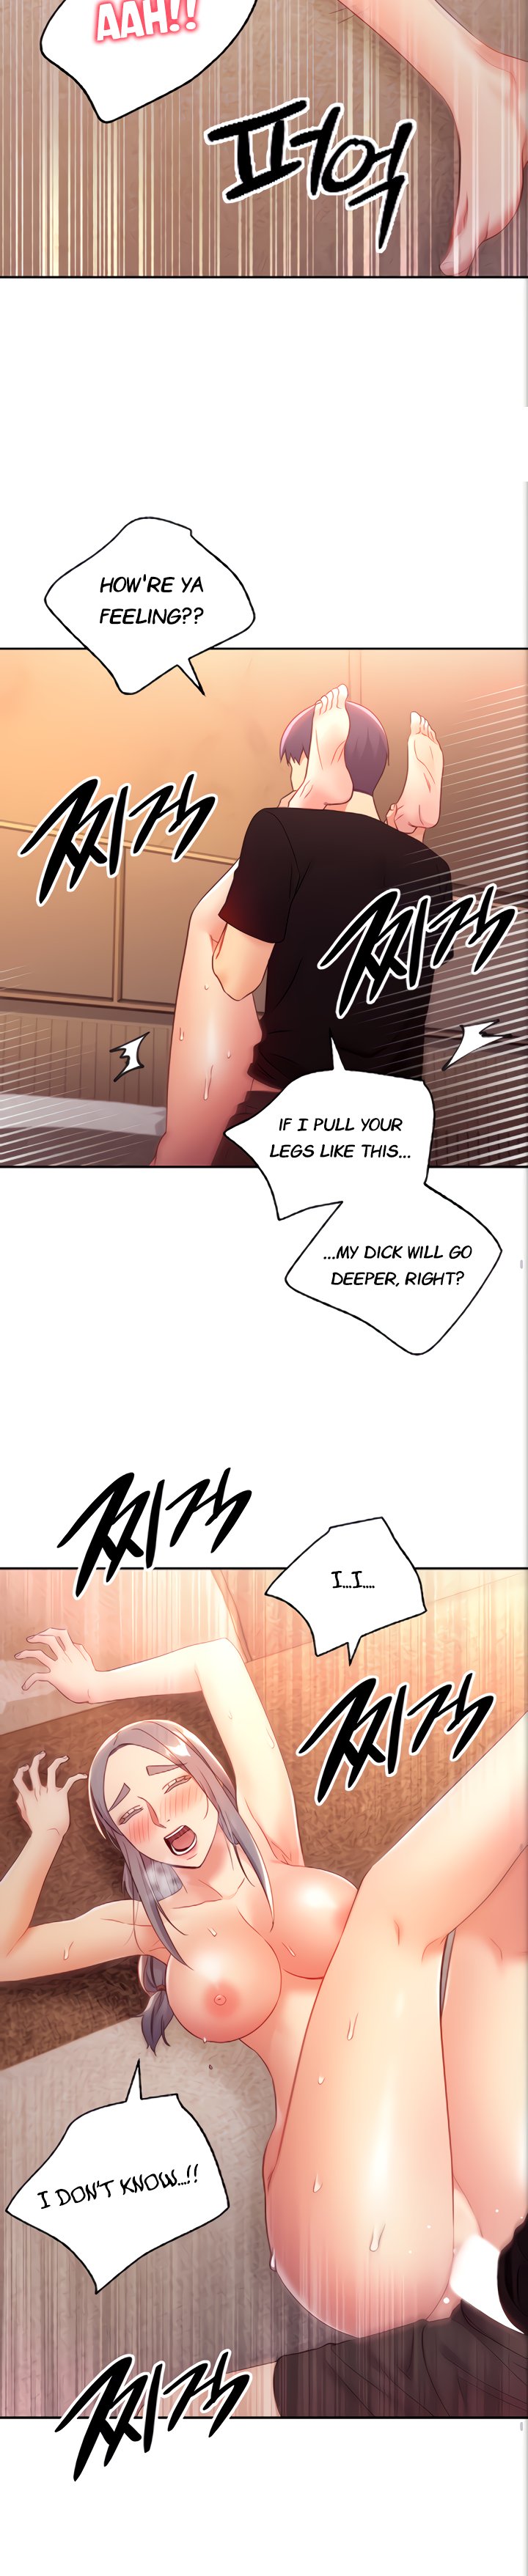 AAH!!
퍼억
HOW'RE YA
FEELING??
찌걱
찌걱
IF I PULL YOUR
LEGS LIKE THIS...
...MY DICK WILL GO
DEEPER, RIGHT?
찌걱
I...I....
찌걱
I DON'T KNOW...!!
찌걱